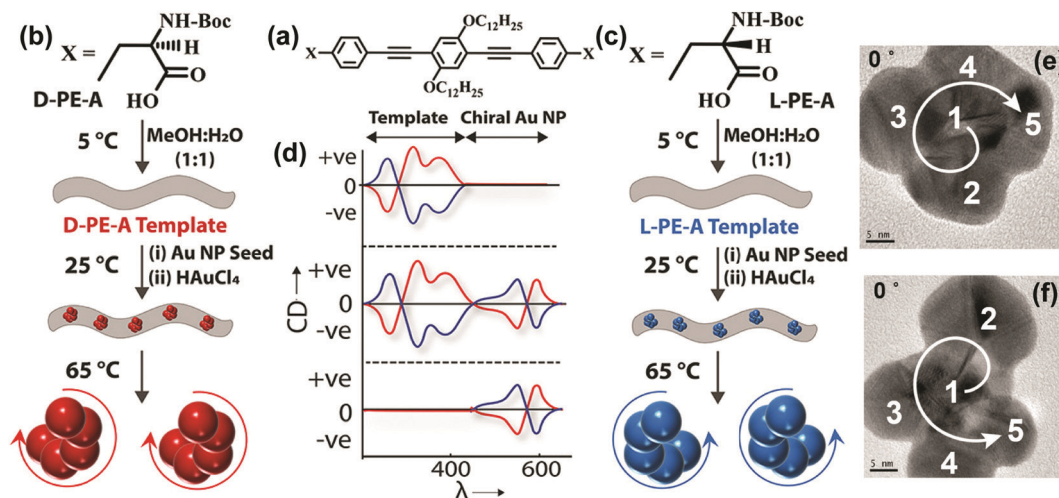 (b)
NH-Boc
X =
H
O
HO
D-PE-A
5 °C
MeOH:H₂O
(1:1)
D-PE-A Template
25 °C
(i) Au NP Seed
(ii) HAuCl₄
65 °C
(a)
OC₁₂H₂₅
X
X
OC₁₂H₂₅
(d)
Template
Chiral Au NP
+ve
0
-ve
+ve
0
-ve
+ve
0
-ve
CD
400
600
λ
(c)
NH-Boc
X =
H
O
HO
L-PE-A
5 °C
MeOH:H₂O
(1:1)
L-PE-A Template
25 °C
(i) Au NP Seed
(ii) HAuCl₄
65 °C
0°
(e)
4
3
1
5
2
5 nm
0°
(f)
2
1
3
5
4
5 nm